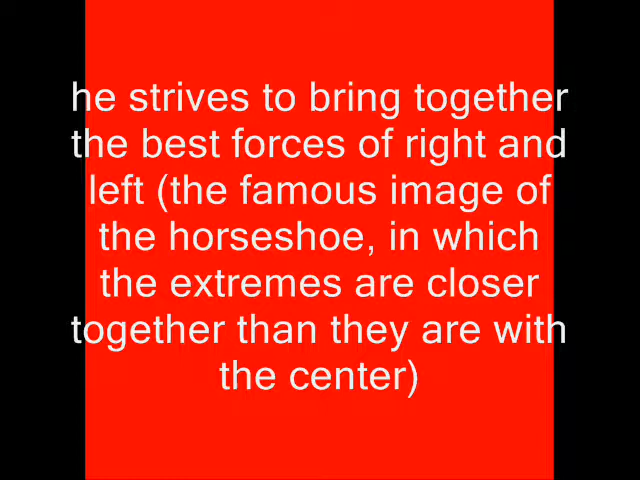 he strives to bring together
the best forces of right and
left (the famous image of
the horseshoe, in which
the extremes are closer
together than they are with
the center)